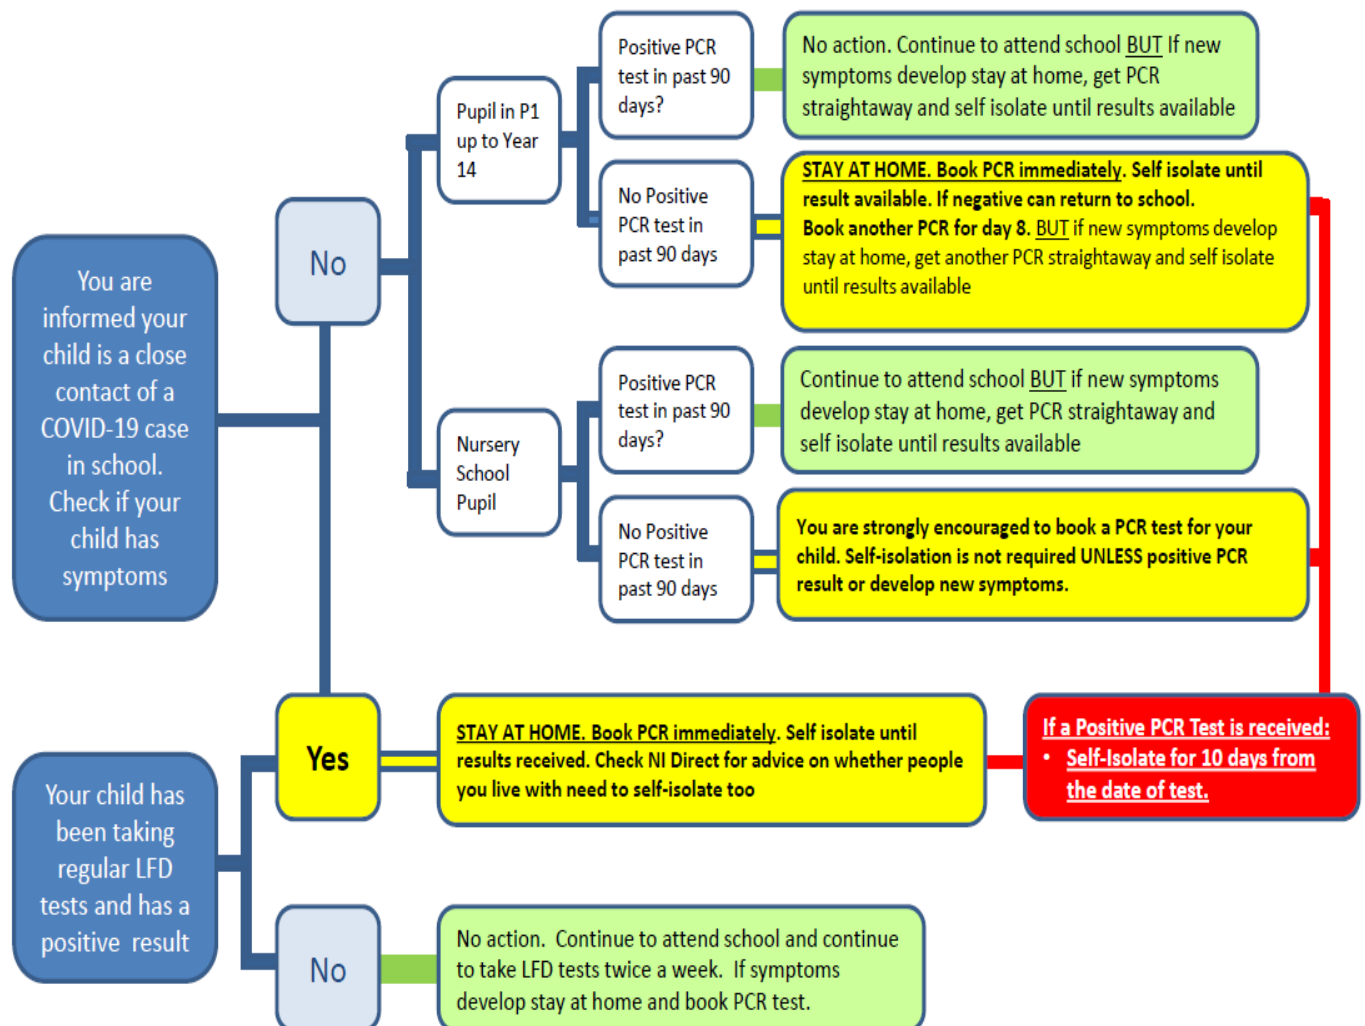 You are
informed your
child is a close
contact of a
COVID-19 case
in school.
Check if your
child has
symptoms
No
Pupil in P1
up to Year
14
Positive PCR
test in past 90
days?
No action. Continue to attend school BUT If new
symptoms develop stay at home, get PCR
straightaway and self isolate until results available
No Positive
PCR test in
past 90 days
STAY AT HOME. Book PCR immediately. Self isolate until
result available. If negative can return to school.
Book another PCR for day 8. BUT if new symptoms develop
stay at home, get another PCR straightaway and self isolate
until results available
Nursery
School
Pupil
Positive PCR
test in past 90
days?
Continue to attend school BUT if new symptoms
develop stay at home, get PCR straightaway and
self isolate until results available
No Positive
PCR test in
past 90 days
You are strongly encouraged to book a PCR test for your
child. Self-isolation is not required UNLESS positive PCR
result or develop new symptoms.
Your child has
been taking
regular LFD
tests and has a
positive result
Yes
STAY AT HOME. Book PCR immediately. Self isolate until
results received. Check NI Direct for advice on whether people
you live with need to self-isolate too
If a Positive PCR Test is received:
• Self-Isolate for 10 days from
the date of test.
No
No action. Continue to attend school and continue
to take LFD tests twice a week. If symptoms
develop stay at home and book PCR test.